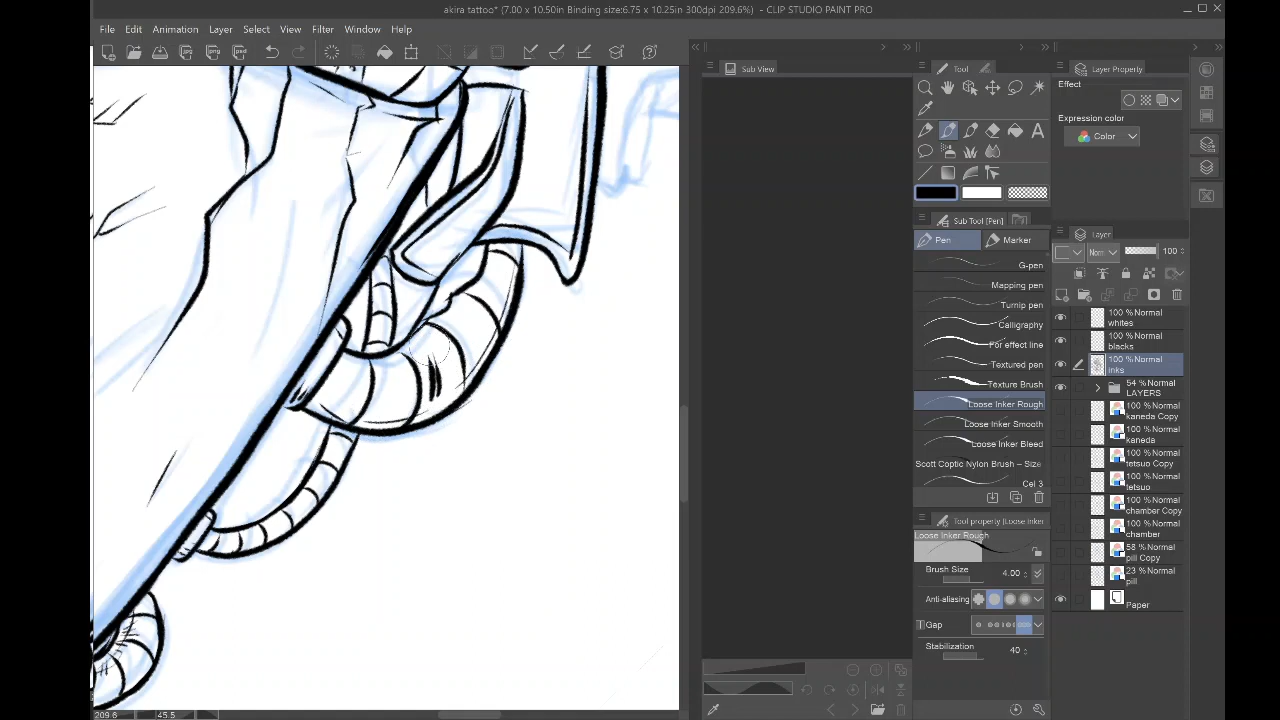 akira tattoo* (7.00 x 10.50in Binding size:6.75 x 10.25in 300dpi 209.6%)  - CLIP STUDIO PAINT PRO
File Edit Animation Layer Select View Filter Window Help
Sub View
Tool
Layer Property
Effect
Expression color
Color
Sub Tool [Pen]
Pen
Marker
G-pen
Mapping pen
Turnip pen
Calligraphy
For effect line
Textured pen
Texture Brush
Loose Inker Rough
Loose Inker Smooth
Loose Inker Bleed
Scott Coptic Nylon Brush – Size
Cel 3
Tool property [Loose Inker
Loose Inker Rough
Brush Size
4.00
Anti-aliasing
Gap
Stabilization
40
Layer
Norm
100
100 %Normal
whites
100 %Normal
blacks
100 %Normal
inks
54 %Normal
LAYERS
100 %Normal
kaneda Copy
100 %Normal
kaneda
100 %Normal
tetsuo Copy
100 %Normal
tetsuo
100 %Normal
chamber Copy
100 %Normal
chamber
58 %Normal
pill Copy
23 %Normal
pill
Paper
209.6
45.5